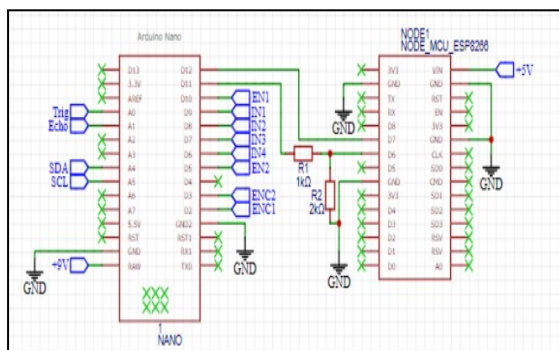 Arduino Nano
D13 D12
3.3V D11
AREF D10 EN1
Trig A0 D9 IN1
Echo A1 D8 IN2
A2 D7 IN3
A3 D6 IN4
SDA A4 D5 EN2
SCL A5 D4
A6 D3 ENC2
A7 D2 ENC1
5.5V GND2
RST RST1
GND RX1
+9V RAW TX0
GND
GND
1
NANO
R1
1kΩ
R2
2kΩ
GND
GND
NODE1
NODE_MCU_ESP8266
3V3 VIN +5V
GND GND
TX RST
RX EN
D8 3V3
D7 GND
D6 CLK
D5 SD0
GND CMD
3V3 SD1
D4 SD2
D3 SD3
D2 RSV
D1 RSV
D0 A0
GND